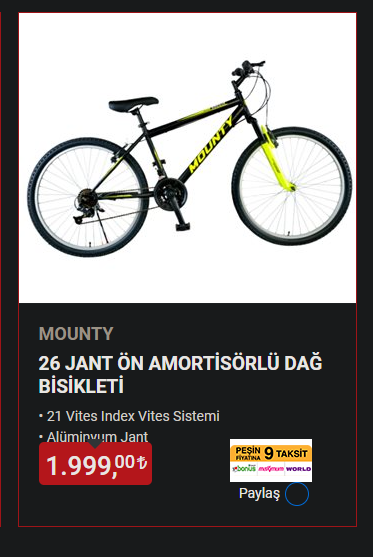 MOUNTY
MOUNTY
26 JANT ÖN AMORTİSÖRLÜ DAĞ
BİSİKLETİ
• 21 Vites Index Vites Sistemi
• Alüminyum Jant
1.999,00₺
PEŞİN FİYATINA 9 TAKSİT
bonus maximum WORLD
Paylaş